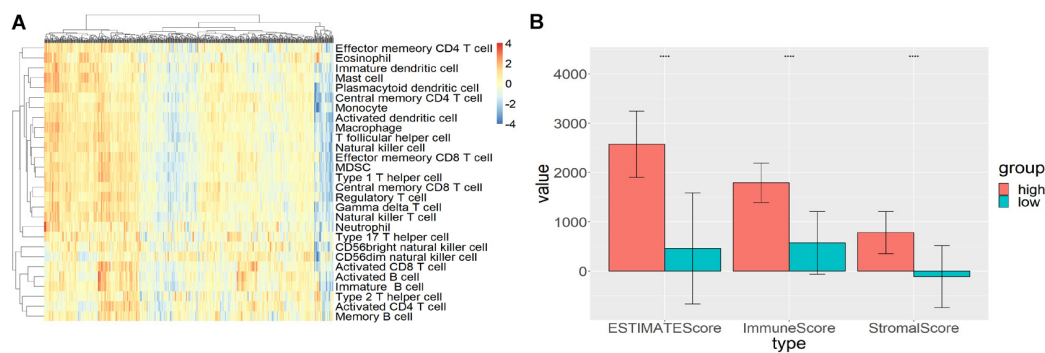 A
Effector memeory CD4 T cell
Eosinophil
Immature dendritic cell
Mast cell
Plasmacytoid dendritic cell
Central memory CD4 T cell
Monocyte
Activated dendritic cell
Macrophage
T follicular helper cell
Natural killer cell
Effector memeory CD8 T cell
MDSC
Type 1 T helper cell
Central memory CD8 T cell
Regulatory T cell
Gamma delta T cell
Natural killer T cell
Neutrophil
Type 17 T helper cell
CD56bright natural killer cell
CD56dim natural killer cell
Activated CD8 T cell
Activated B cell
Immature B cell
Type 2 T helper cell
Activated CD4 T cell
Memory B cell
4
2
0
-2
-4
B
**** **** ****
4000
3000
2000
1000
0
value
ESTIMATEScore ImmuneScore StromalScore
type
group
high
low